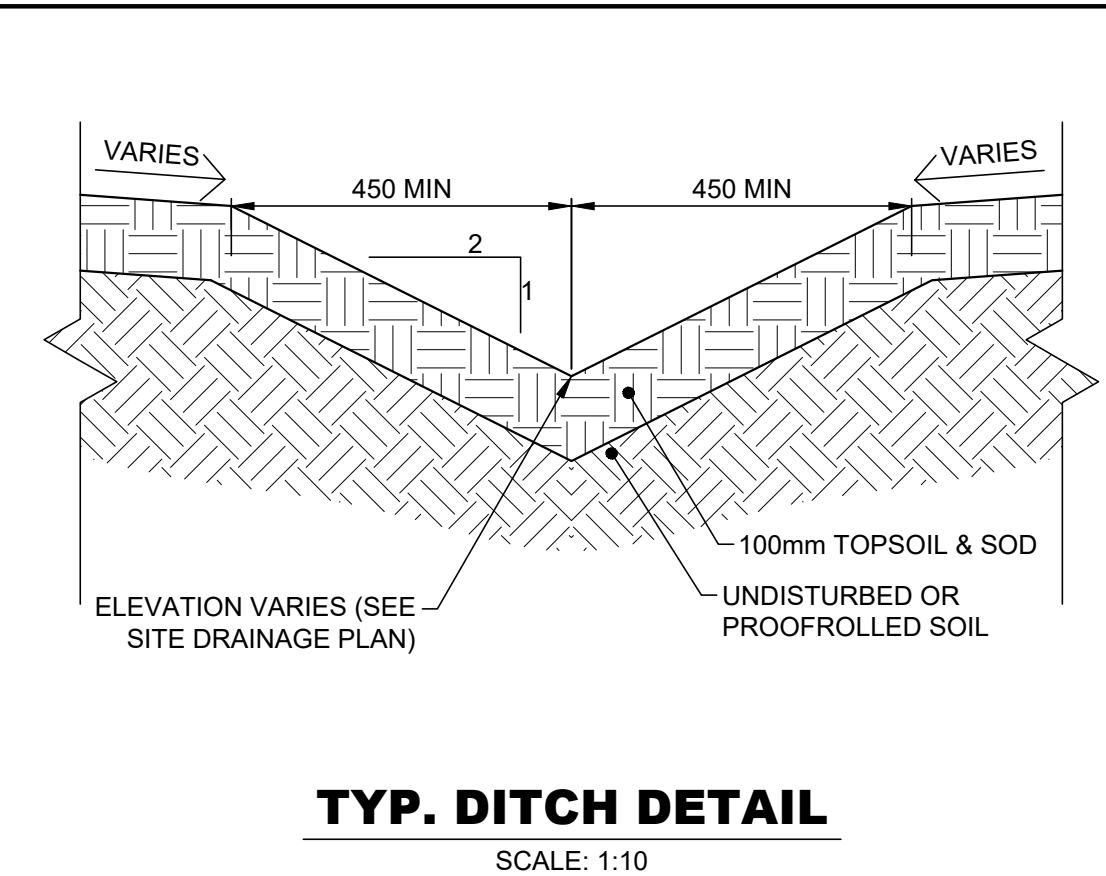 VARIES
VARIES
450 MIN
450 MIN
2
1
100mm TOPSOIL & SOD
UNDISTURBED OR
PROOFROLLED SOIL
ELEVATION VARIES (SEE
SITE DRAINAGE PLAN)
TYP. DITCH DETAIL
SCALE: 1:10